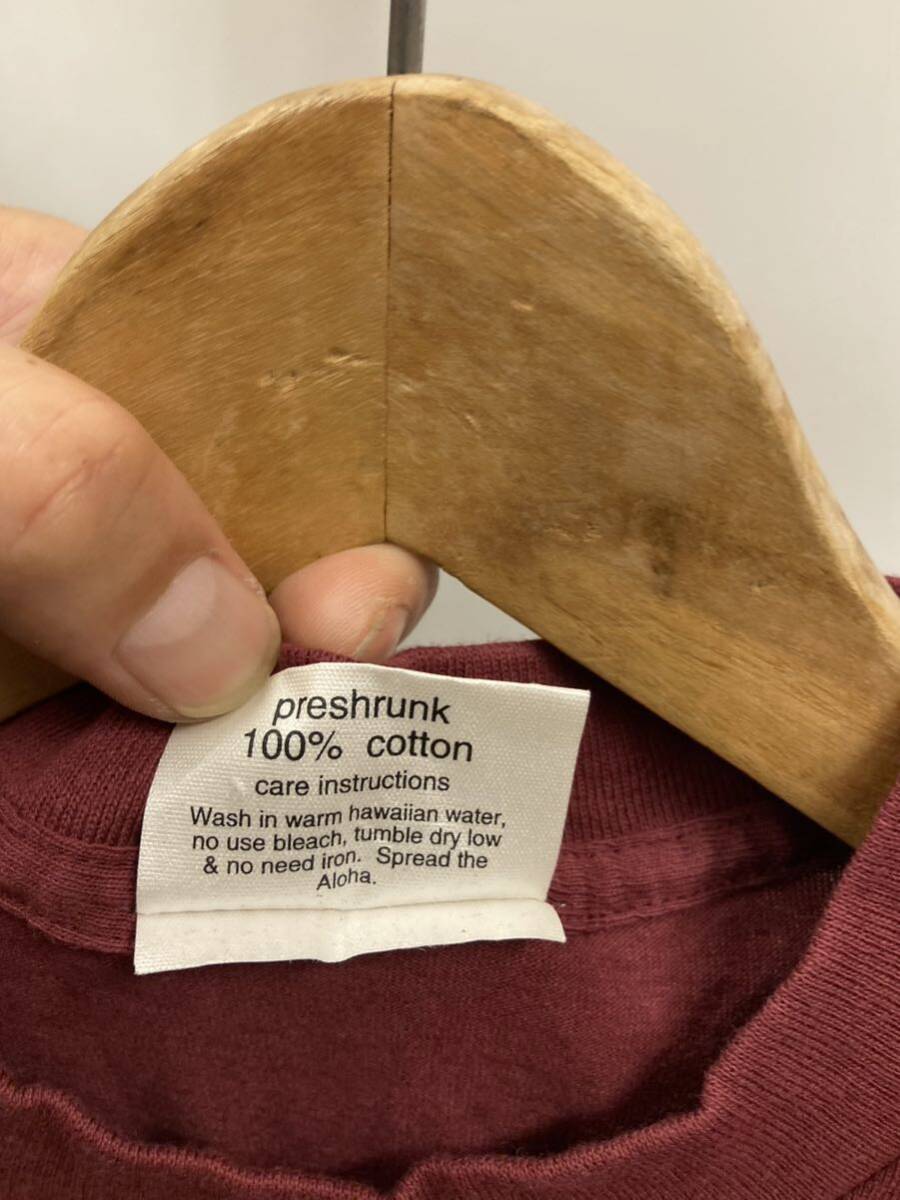 preshrunk
100% cotton
care instructions
Wash in warm hawaiian water,
no use bleach, tumble dry low
& no need iron. Spread the
Aloha.